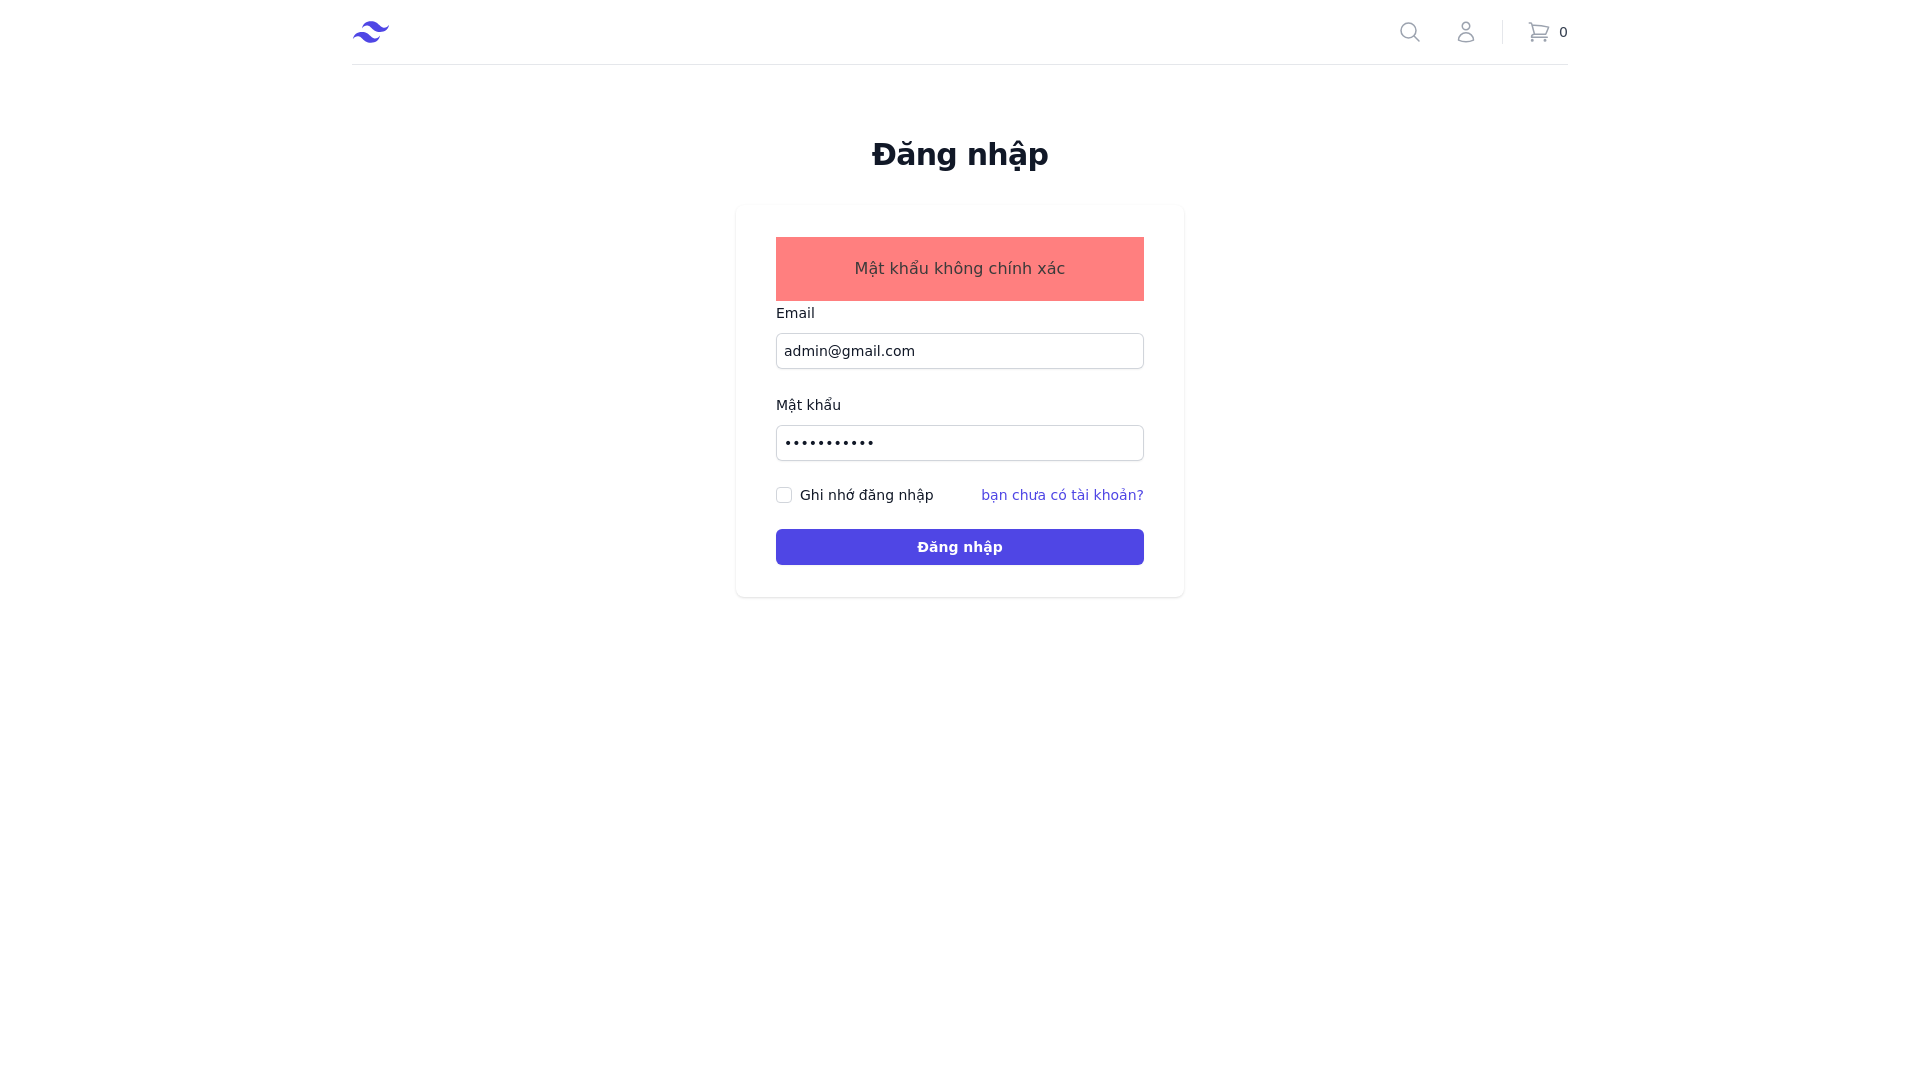 0
Đăng nhập
Mật khẩu không chính xác
Email
admin@gmail.com
Mật khẩu
•••••••••••
Ghi nhớ đăng nhập bạn chưa có tài khoản?
Đăng nhập